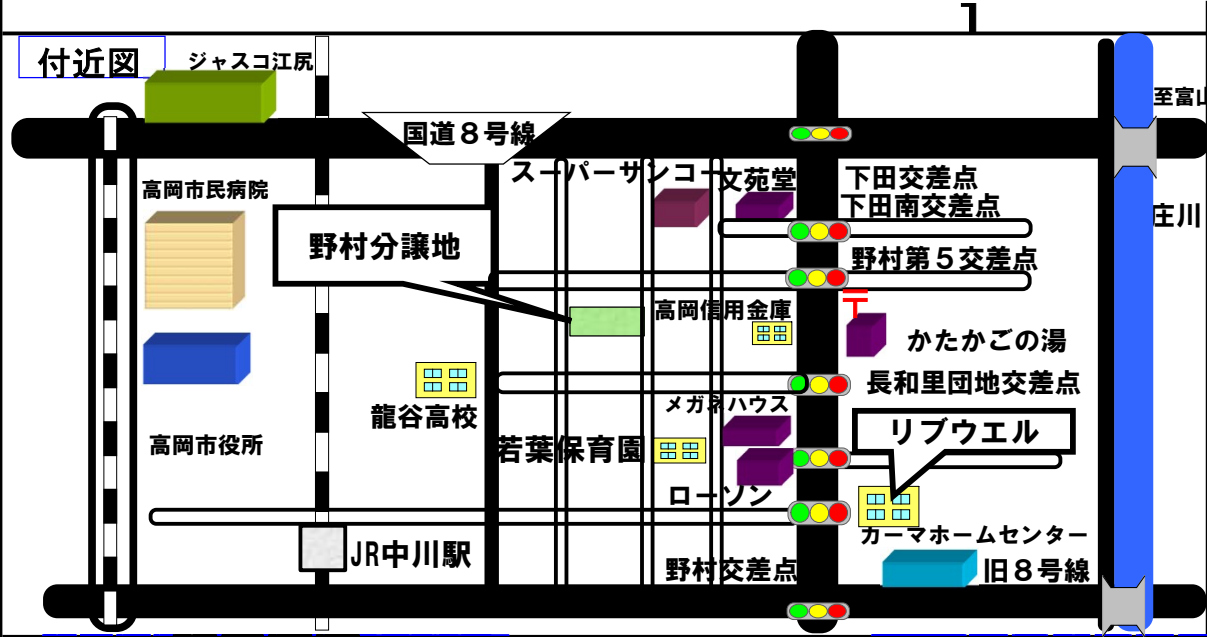 1
付近図
ジャスコ江尻
至富山
国道８号線
スーパーサンコー
文苑堂
下田交差点
下田南交差点
庄川
高岡市民病院
野村分譲地
野村第５交差点
高岡信用金庫
〒
かたかごの湯
長和里団地交差点
メガネハウス
龍谷高校
リブウエル
高岡市役所
若葉保育園
ローソン
カーマホームセンター
JR中川駅
野村交差点
旧８号線